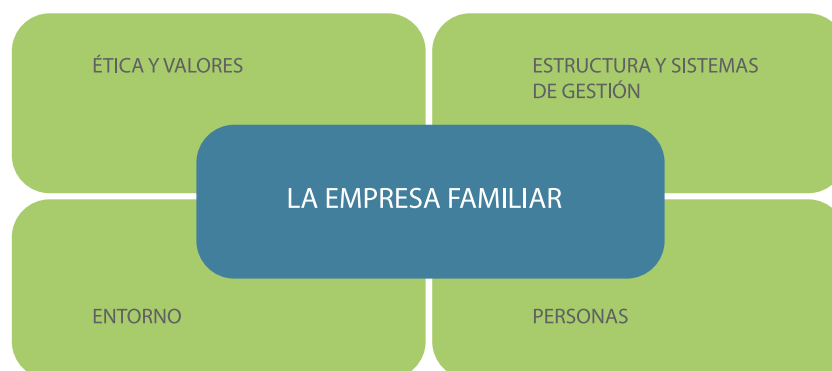 ÉTICA Y VALORES
ESTRUCTURA Y SISTEMAS
DE GESTIÓN
LA EMPRESA FAMILIAR
ENTORNO
PERSONAS